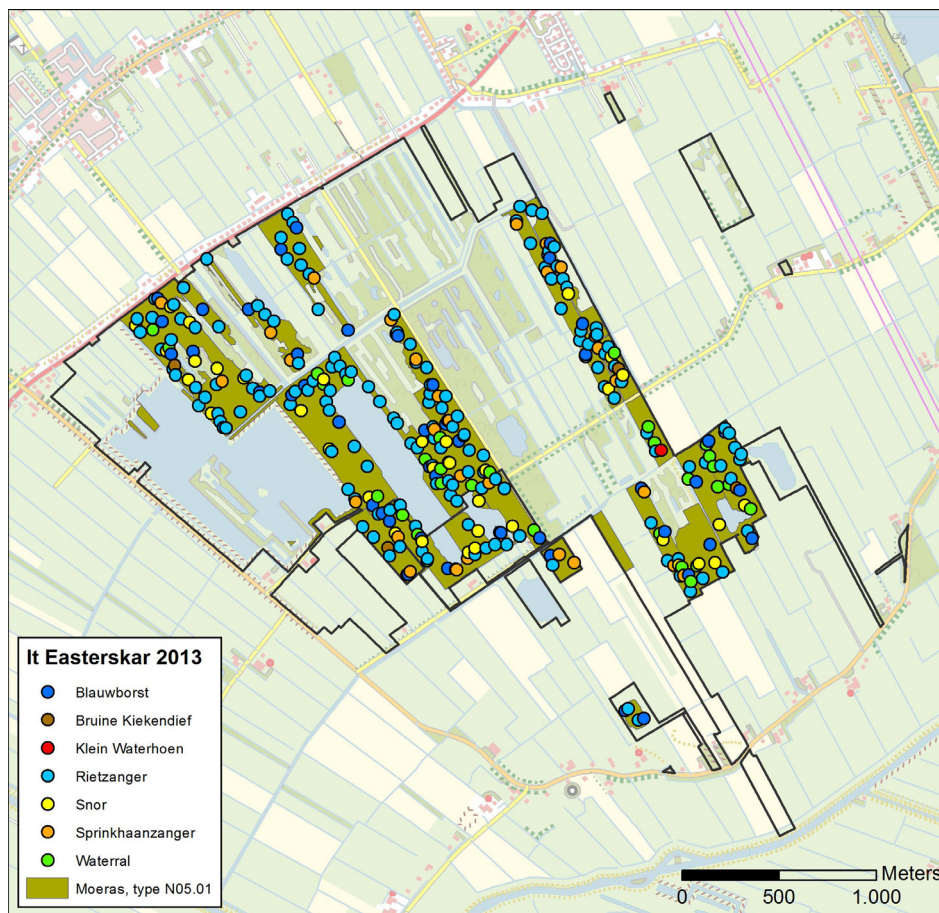 It Easterskar 2013
Blauwborst
Bruine Kiekendief
Klein Waterhoen
Rietzanger
Snor
Sprinkhaanzanger
Waterral
Moeras, type N05.01
Meters
0 500 1.000